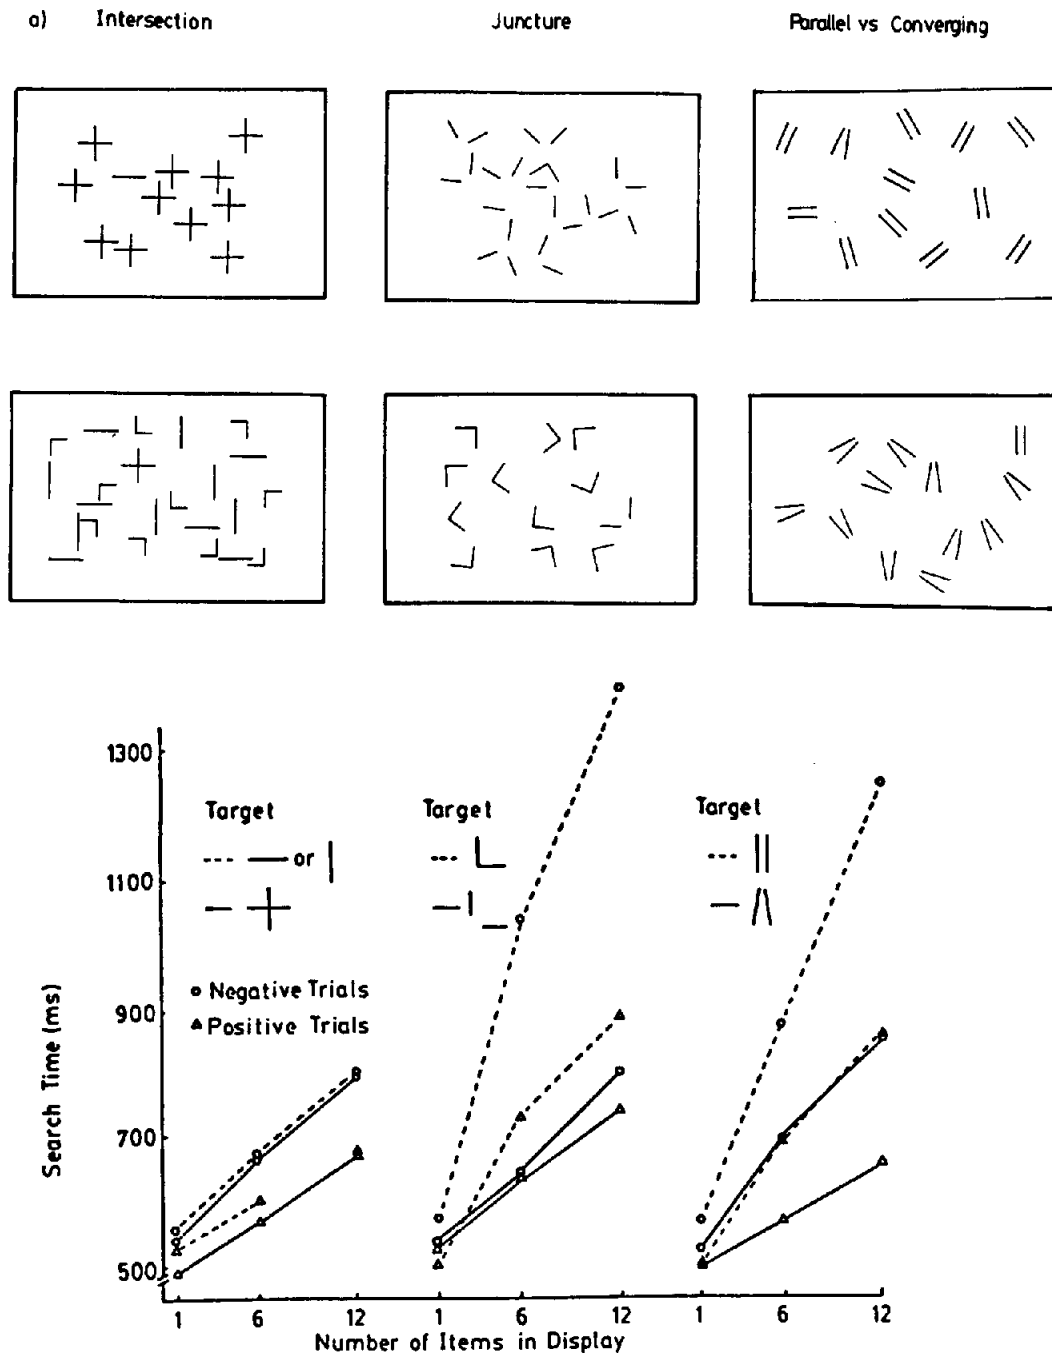 a) Intersection Juncture Parallel vs Converging
1300
1100
900
700
500
Search Time (ms)
Target
or
Target
Target
Negative Trials
Positive Trials
1 6 12 1 6 12 1 6 12
Number of Items in Display